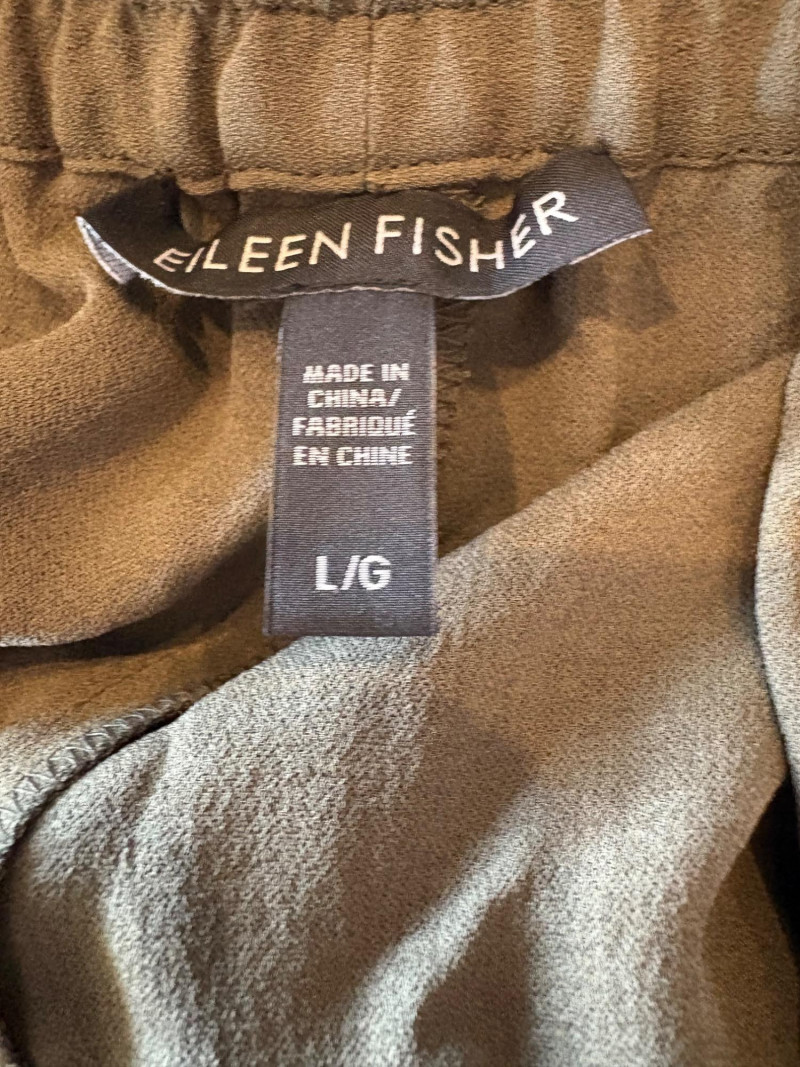 EILEEN FISHER
MADE IN
CHINA/
FABRIQUÉ
EN CHINE
L/G